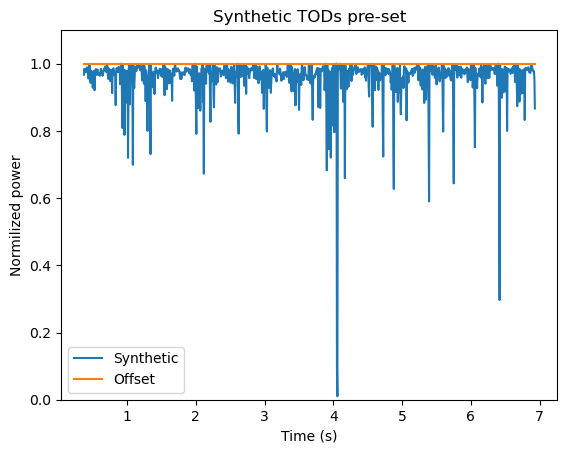 Synthetic TODs pre-set
Normilized power
1.0
0.8
0.6
0.4
0.2
0.0
Synthetic
Offset
1 2 3 4 5 6 7
Time (s)